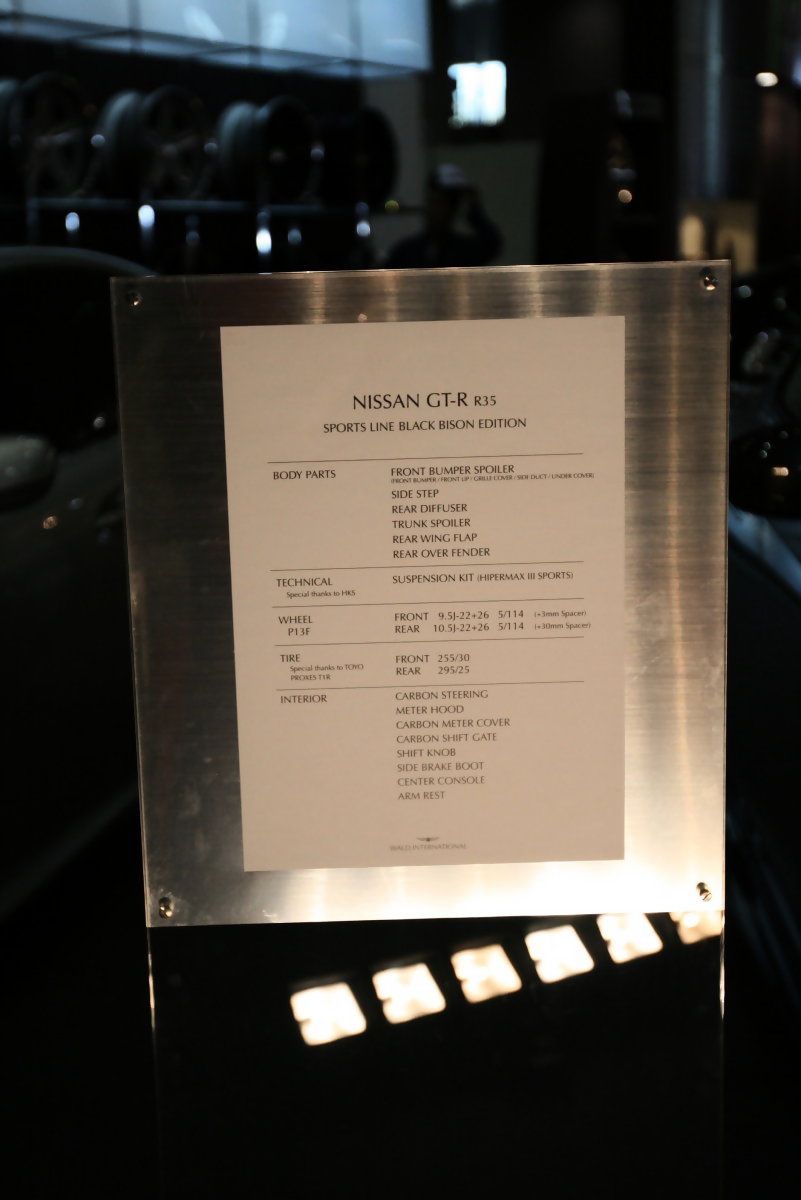 NISSAN GT-R R35
SPORTS LINE BLACK BISON EDITION
BODY PARTS FRONT BUMPER SPOILER
(FRONT BUMPER / FRONT LIP / GRILLE COVER / SIDE DUCT / UNDER COVER)
SIDE STEP
REAR DIFFUSER
TRUNK SPOILER
REAR WING FLAP
REAR OVER FENDER
TECHNICAL SUSPENSION KIT (HIPERMAX III SPORTS)
Special thanks to HKS
WHEEL FRONT 9.5J-22+26 5/114 (+3mm Spacer)
P13F REAR 10.5J-22+26 5/114 (+30mm Spacer)
TIRE FRONT 255/30
Special thanks to TOYO REAR 295/25
PROXES T1R
INTERIOR CARBON STEERING
METER HOOD
CARBON METER COVER
CARBON SHIFT GATE
SHIFT KNOB
SIDE BRAKE BOOT
CENTER CONSOLE
ARM REST
WALD INTERNATIONAL